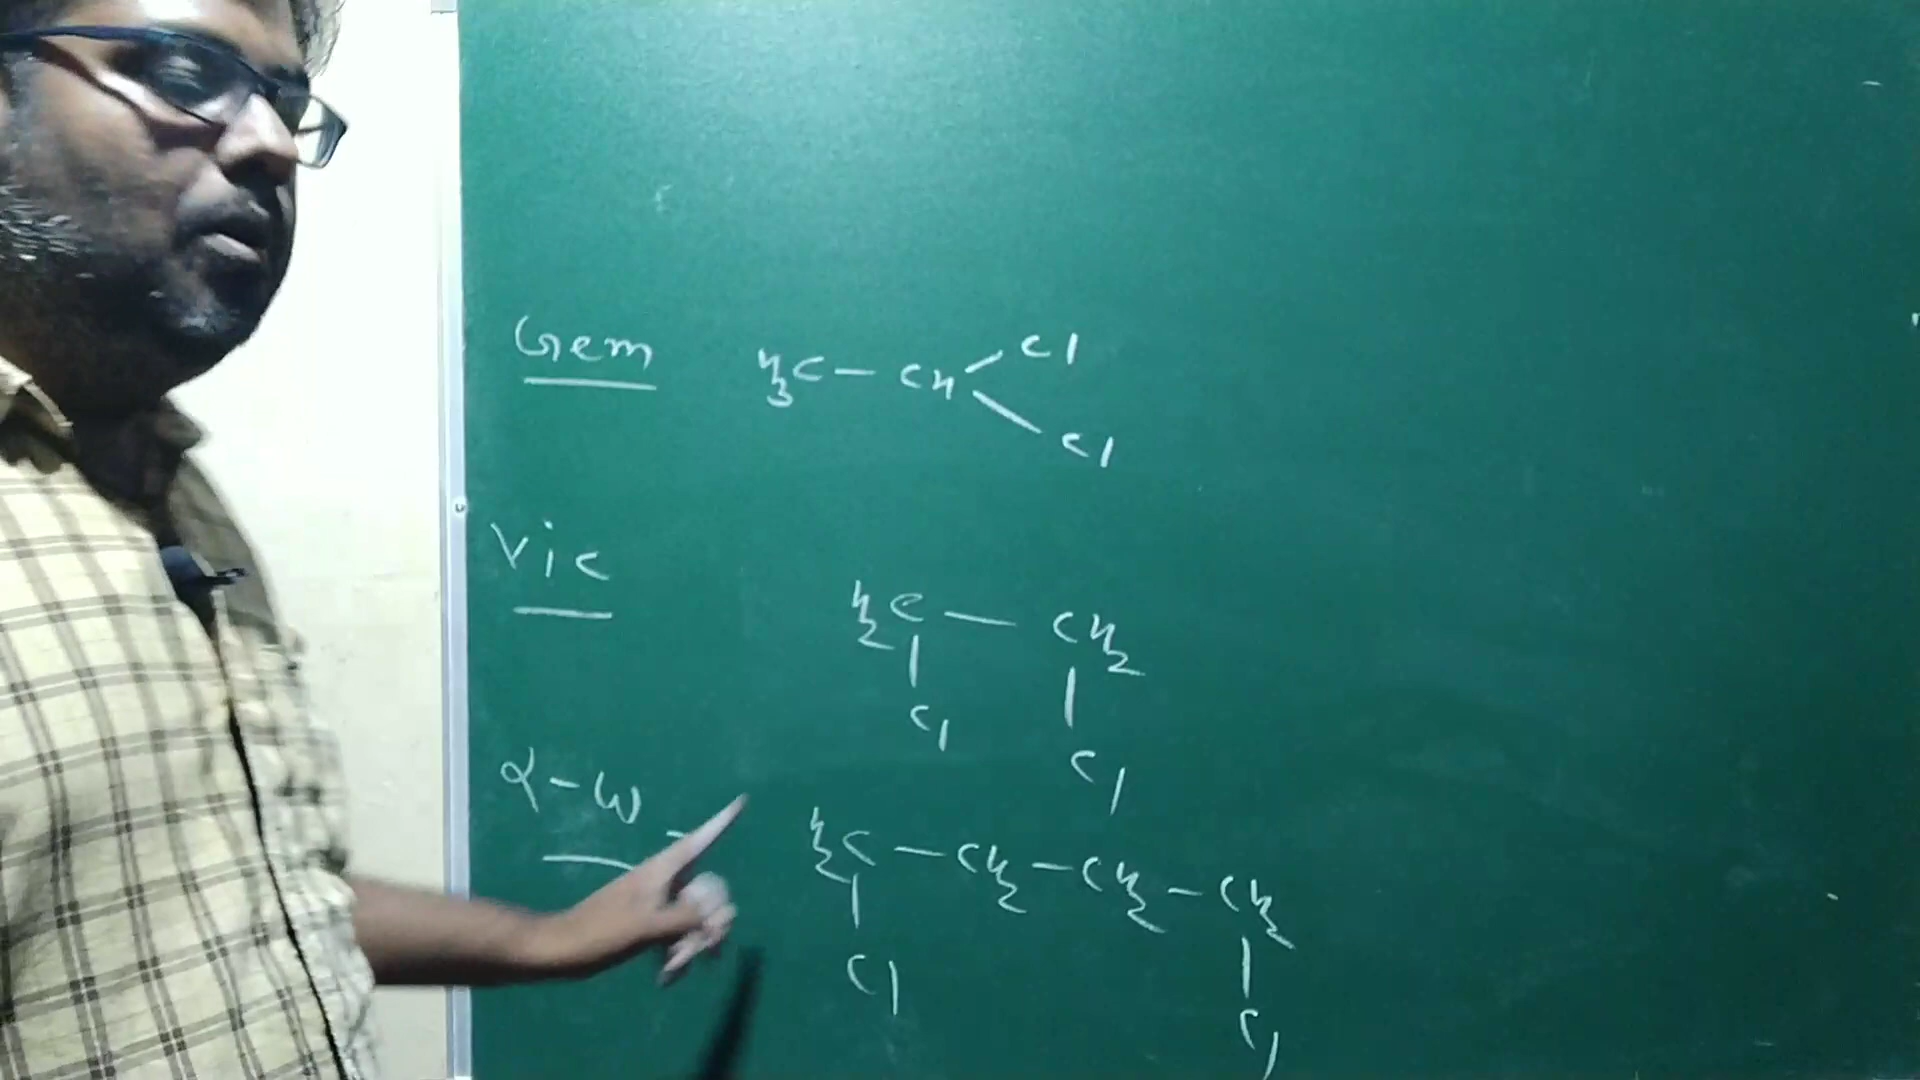 Gem H3C - CH Cl
Cl
Vic
H2C - CH2
Cl Cl
α-ω
H2C - CH2 - CH2 - CH2
Cl Cl